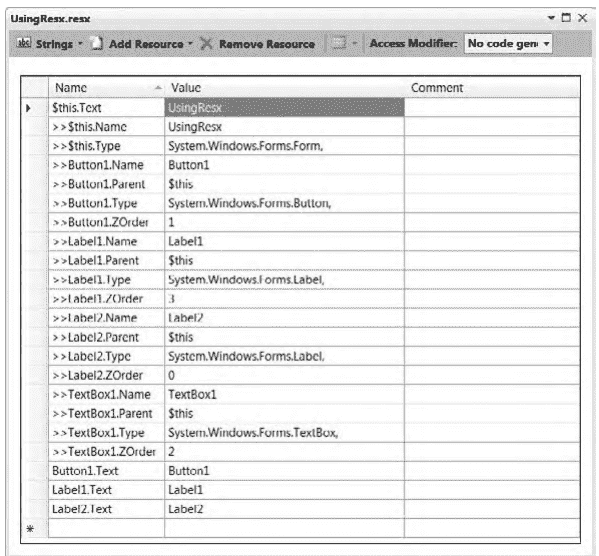 UsingResx.resx
Strings Add Resource Remove Resource Access Modifier: No code gen
Name Value Comment
$this.Text UsingResx
>>$this.Name UsingResx
>>$this.Type System.Windows.Forms.Form,
>>Button1.Name Button1
>>Button1.Parent $this
>>Button1.Type System.Windows.Forms.Button,
>>Button1.ZOrder 1
>>Label1.Name Label1
>>Label1.Parent $this
>>Label1.Type System.Windows.Forms.Label,
>>Label1.ZOrder 3
>>Label2.Name Label2
>>Label2.Parent $this
>>Label2.Type System.Windows.Forms.Label,
>>Label2.ZOrder 0
>>TextBox1.Name TextBox1
>>TextBox1.Parent $this
>>TextBox1.Type System.Windows.Forms.TextBox,
>>TextBox1.ZOrder 2
Button1.Text Button1
Label1.Text Label1
Label2.Text Label2
*